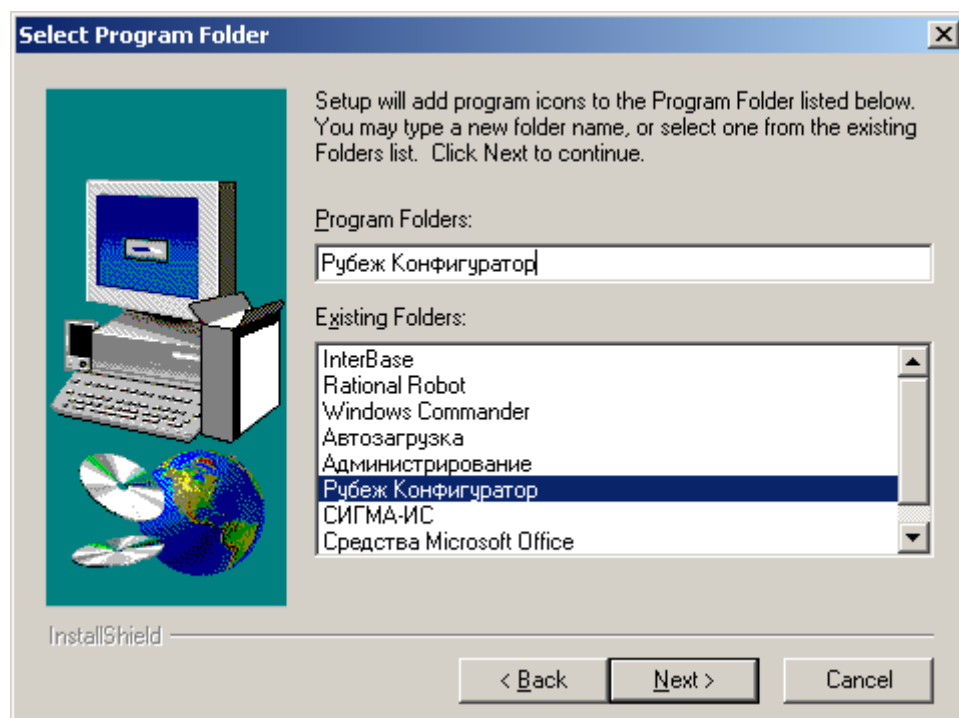 Select Program Folder
Setup will add program icons to the Program Folder listed below.
You may type a new folder name, or select one from the existing
Folders list. Click Next to continue.
Program Folders:
Рубеж Конфигуратор
Existing Folders:
InterBase
Rational Robot
Windows Commander
Автозагрузка
Администрирование
Рубеж Конфигуратор
СИГМА-ИС
Средства Microsoft Office
InstallShield
< Back
Next >
Cancel